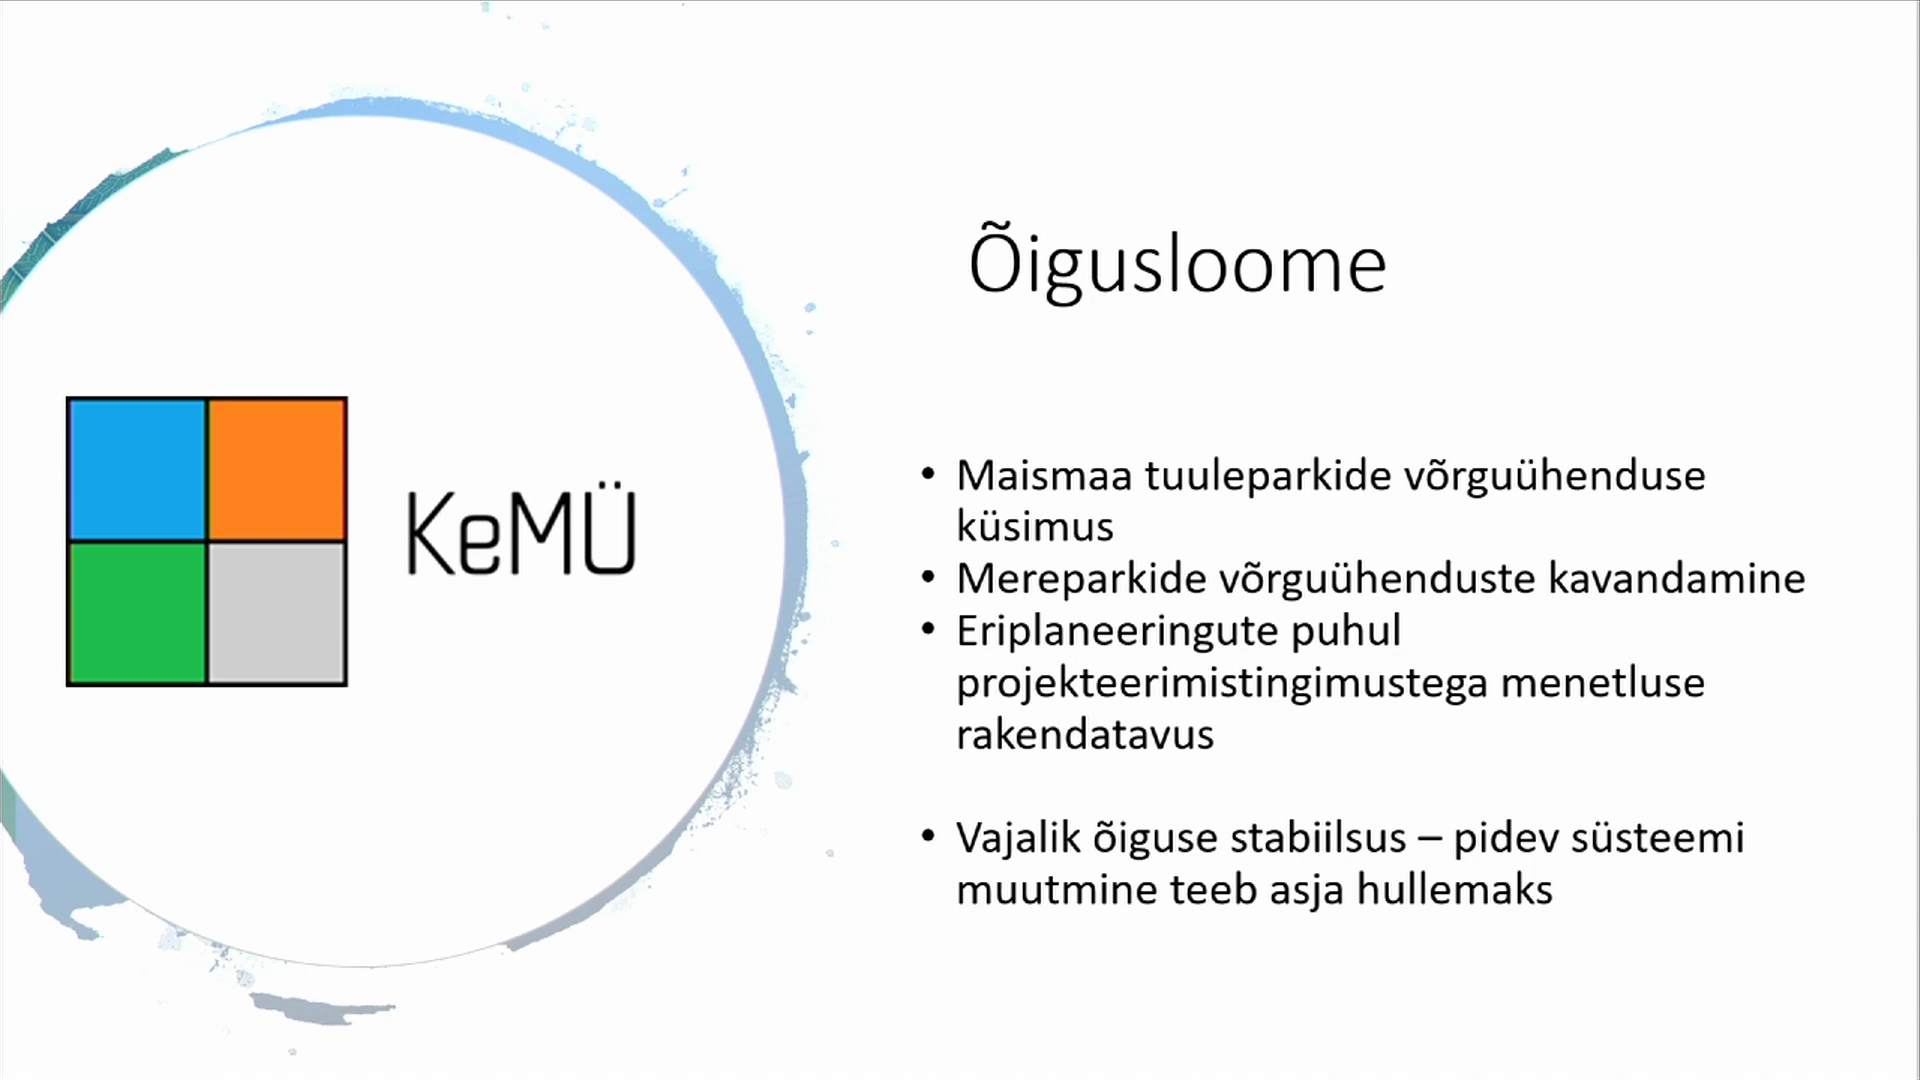 KeMÜ
Õigusloome
• Maismaa tuuleparkide võrguühenduse
küsimus
• Mereparkide võrguühenduste kavandamine
• Eriplaneeringute puhul
projekteerimistingimustega menetluse
rakendatavus
• Vajalik õiguse stabiilsus – pidev süsteemi
muutmine teeb asja hullemaks